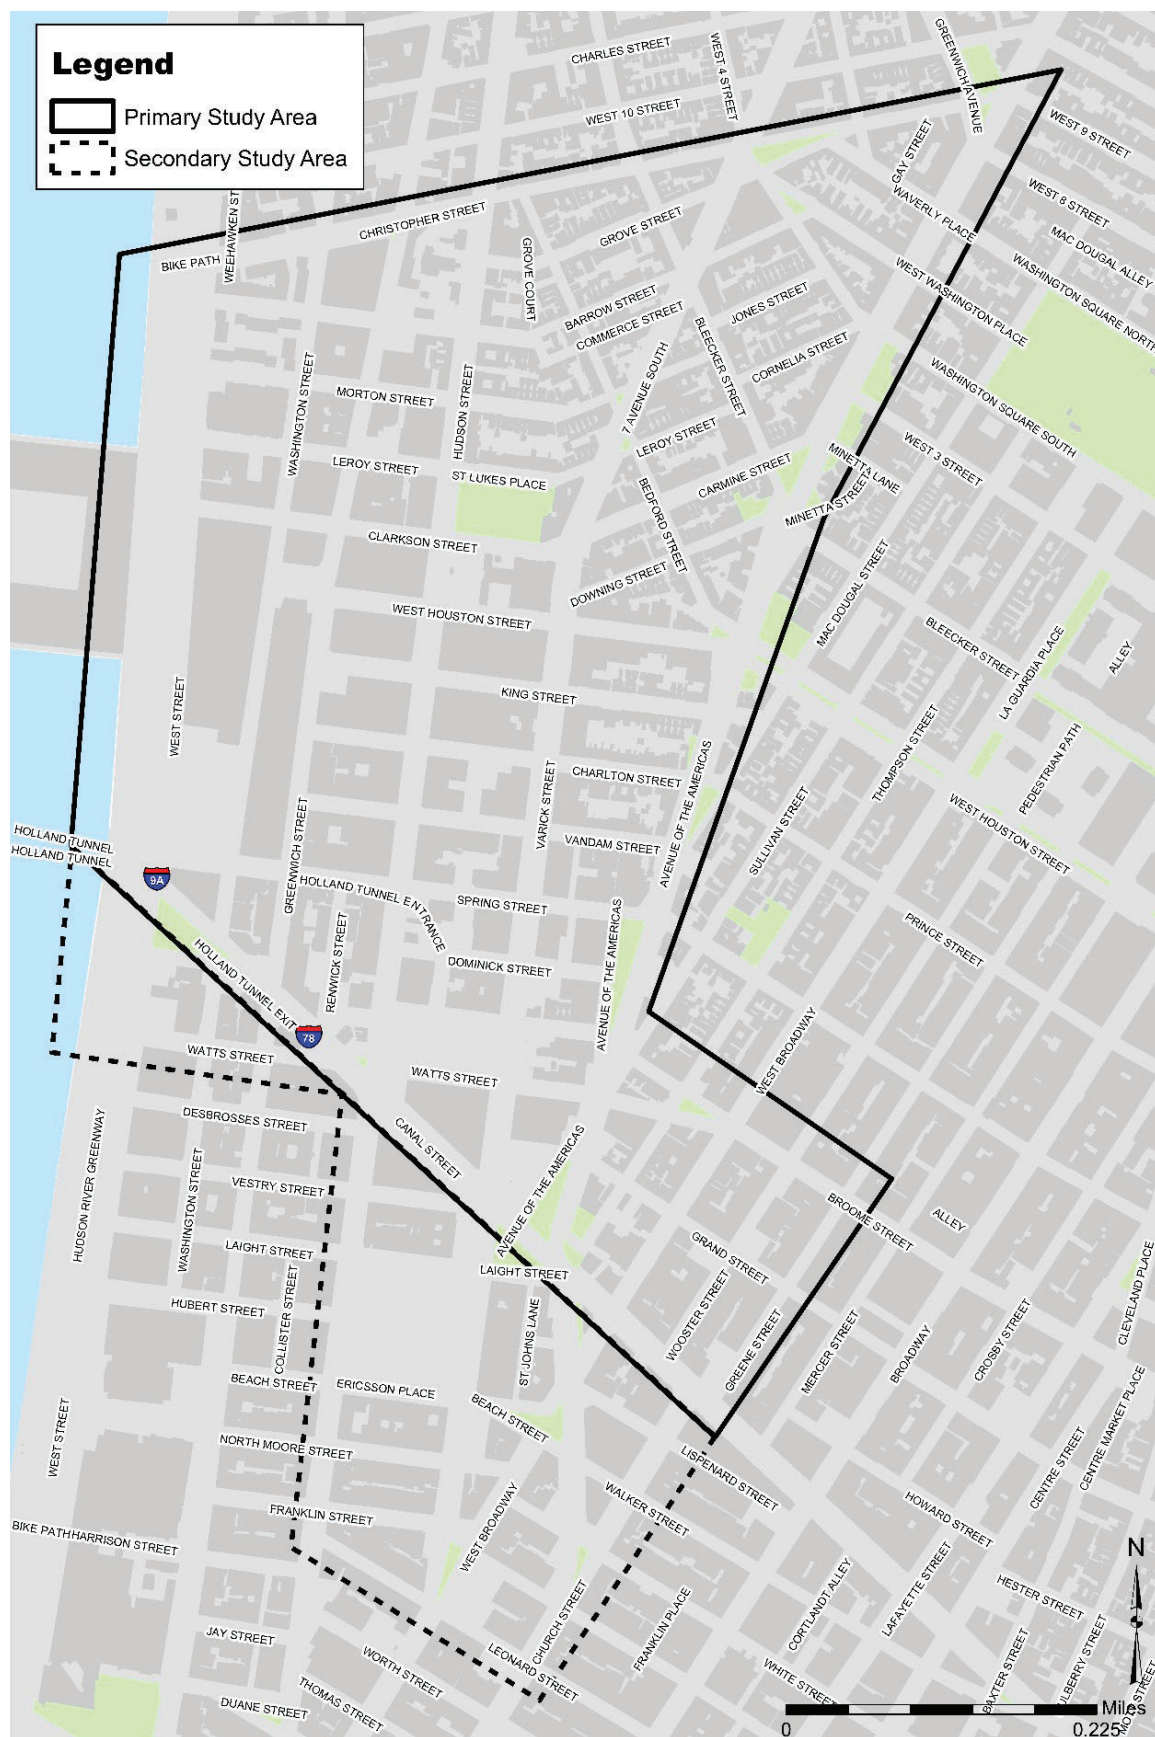 Legend
Primary Study Area
Secondary Study Area
CHARLES STREET
WEST 4 STREET
GREENWICH AVENUE
WEST 10 STREET
WEST 9 STREET
GAY STREET
WEST 8 STREET
WEEHAWKEN ST
CHRISTOPHER STREET
GROVE STREET
WAVERLY PLACE
MAC DOUGAL ALLEY
BIKE PATH
GROVE COURT
WEST WASHINGTON PLACE
WASHINGTON SQUARE NORTH
BARROW STREET
JONES STREET
COMMERCE STREET
BLEECKER STREET
CORNELIA STREET
WASHINGTON STREET
MORTON STREET
HUDSON STREET
7 AVENUE SOUTH
WASHINGTON SQUARE SOUTH
LEROY STREET
LEROY STREET
ST LUKES PLACE
CARMINE STREET
MINETTA LANE
WEST 3 STREET
BEDFORD STREET
MINETTA STREET
CLARKSON STREET
DOWNING STREET
MAC DOUGAL STREET
WEST HOUSTON STREET
BLEECKER STREET
LA GUARDIA PLACE
ALLEY
WEST STREET
KING STREET
THOMPSON STREET
PEDESTRIAN PATH
CHARLTON STREET
AVENUE OF THE AMERICAS
VARICK STREET
VANDAM STREET
SULLIVAN STREET
WEST HOUSTON STREET
HOLLAND TUNNEL
HOLLAND TUNNEL
9A
GREENWICH STREET
HOLLAND TUNNEL ENTRANCE
SPRING STREET
PRINCE STREET
HOLLAND TUNNEL EXIT
RENWICK STREET
DOMINICK STREET
AVENUE OF THE AMERICAS
78
WATTS STREET
WATTS STREET
WEST BROADWAY
DESBROSSES STREET
CANAL STREET
HUDSON RIVER GREENWAY
WASHINGTON STREET
VESTRY STREET
AVENUE OF THE AMERICAS
BROOME STREET
ALLEY
LAIGHT STREET
LAIGHT STREET
GRAND STREET
CLEVELAND PLACE
HUBERT STREET
COLLISTER STREET
ST JOHNS LANE
WOOSTER STREET
GREENE STREET
MERCER STREET
BROADWAY
CROSBY STREET
BEACH STREET
ERICSSON PLACE
BEACH STREET
CENTRE MARKET PLACE
WEST STREET
NORTH MOORE STREET
LISPENARD STREET
CENTRE STREET
FRANKLIN STREET
WEST BROADWAY
WALKER STREET
HOWARD STREET
BIKE PATH
HARRISON STREET
N
CHURCH STREET
FRANKLIN PLACE
CORTLANDT ALLEY
LAFAYETTE STREET
HESTER STREET
JAY STREET
WORTH STREET
LEONARD STREET
WHITE STREET
BAXTER STREET
ULBERRY STREET
THOMAS STREET
DUANE STREET
MOTT STREET
Miles
0
0.225